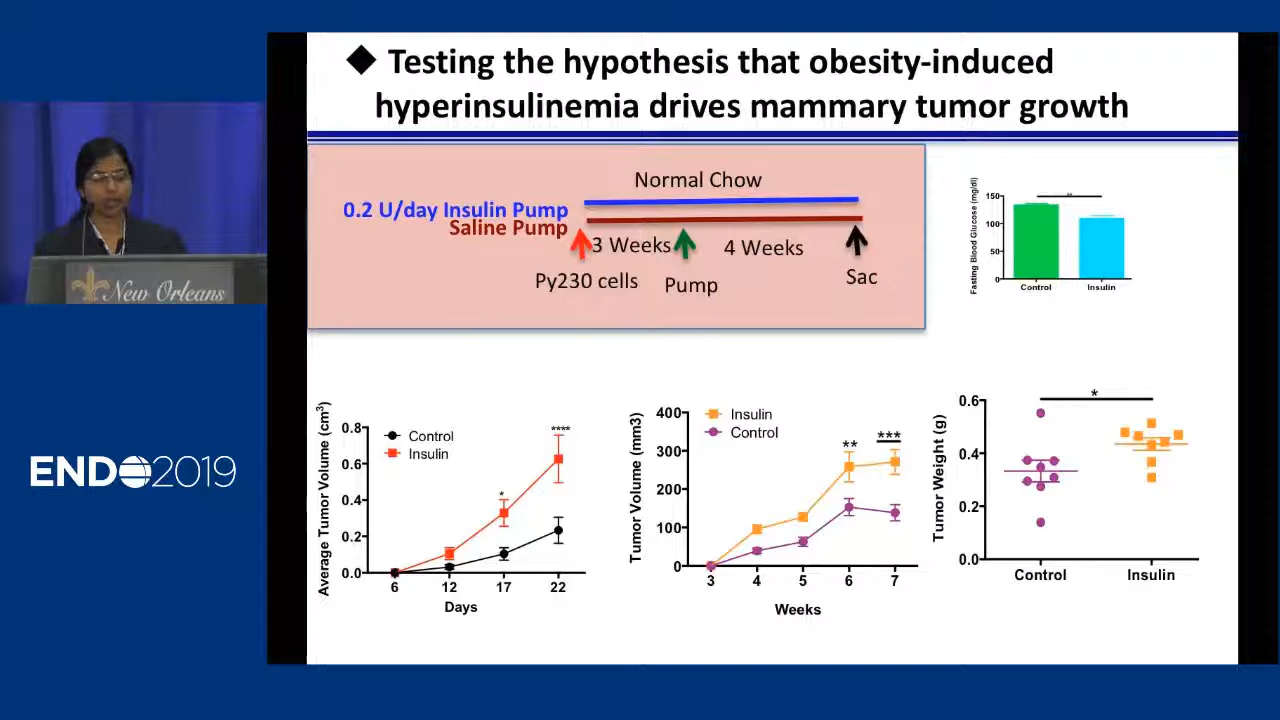 ◆ Testing the hypothesis that obesity-induced
hyperinsulinemia drives mammary tumor growth
Normal Chow
0.2 U/day Insulin Pump
Saline Pump
3 Weeks
4 Weeks
Py230 cells
Pump
Sac
Fasting Blood Glucose (mg/dl)
150
100
50
0
**
Control
Insulin
New Orleans
END 2019
Average Tumor Volume (cm³)
0.8
0.6
0.4
0.2
0.0
Control
Insulin
*
****
6 12 17 22
Days
Tumor Volume (mm3)
400
300
200
100
0
Insulin
Control
**
***
3 4 5 6 7
Weeks
Tumor Weight (g)
0.6
0.4
0.2
0.0
*
Control
Insulin